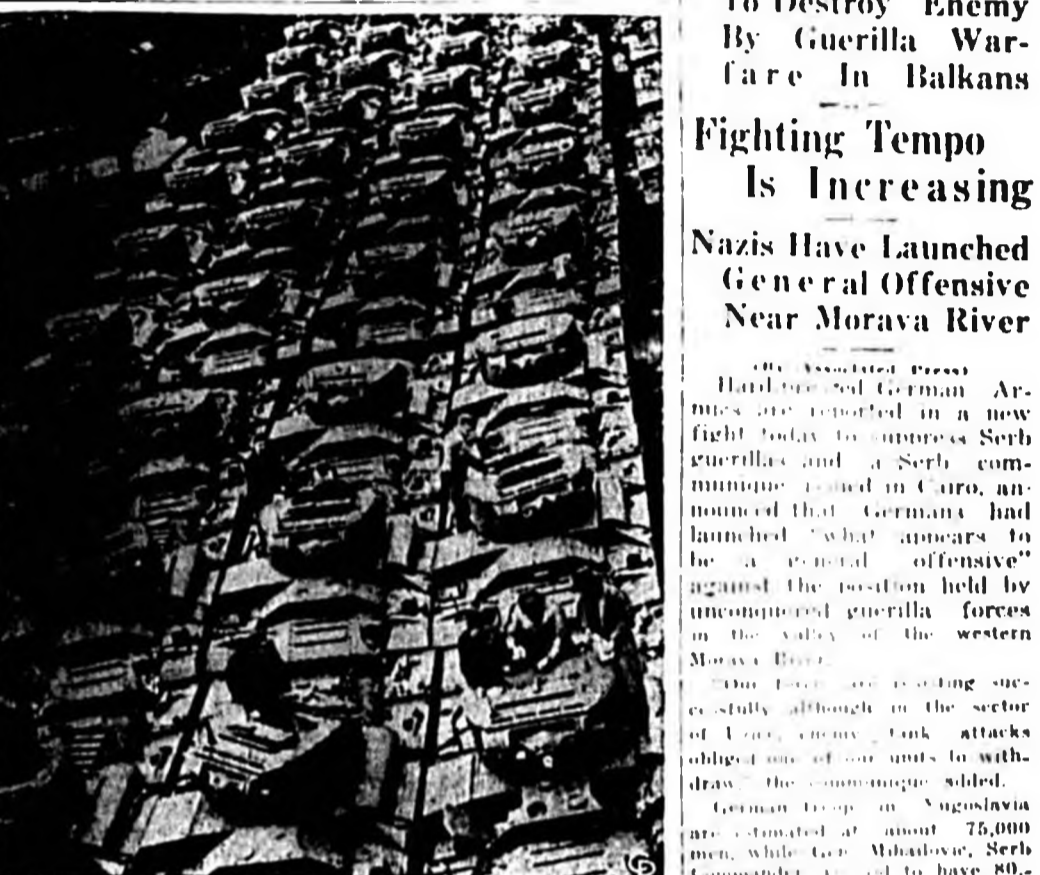 To Destroy Enemy
By Guerilla War-
fare In Balkans
Fighting Tempo
Is Increasing
Nazis Have Launched
General Offensive
Near Morava River
(By Associated Press)
German Ar-
mies are reported in a new
fight today to suppress Serb
guerillas and a Serb com-
munique issued in Cairo, an-
nounced that Germans had
launched "what appears to
be a general offensive"
against the position held by
unconquered guerilla forces
in the valley of the western
Morava River.
"Our are resisting suc-
cessfully although in the sector
of enemy tank attacks
obliged one of our units to with-
draw, the communique added.
German troops in Yugoslavia
are estimated at about 75,000
men, while Gen. Mihailovic, Serb
to have 80,-